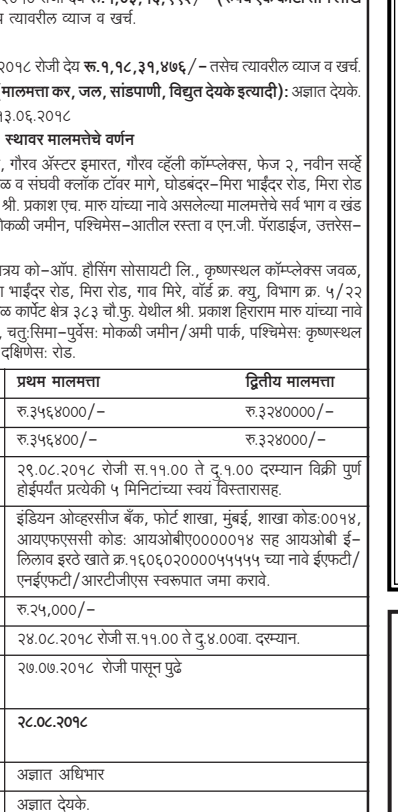 त्यावरील व्याज व खर्च.
२०१८ रोजी देय रू.१,१८,३१,४७६/– तसेच त्यावरील व्याज व खर्च.
मालमत्ता कर, जल, सांडपाणी, विद्युत देयके इत्यादी): अज्ञात देयके.
१३.०६.२०१८
स्थावर मालमत्तेचे वर्णन
, गौरव ॲस्टर इमारत, गौरव व्हॅली कॉम्प्लेक्स, फेज २, नवीन सर्व्हे
ळ व संघवी क्लॉक टॉवर मागे, घोडबंदर–मिरा भाईंदर रोड, मिरा रोड
श्री. प्रकाश एच. मारु यांच्या नावे असलेल्या मालमत्तेचे सर्व भाग व खंड
ोकळी जमीन, पश्चिमेस–आतील रस्ता व एन.जी. पॅराडाईज, उत्तरेस–
त्रय को–ऑप. हौसिंग सोसायटी लि., कृष्णस्थल कॉम्प्लेक्स जवळ,
ा भाईंदर रोड, मिरा रोड, गाव मिरे, वॉर्ड क्र. क्यु, विभाग क्र. ५/२२
ळ कार्पेट क्षेत्र ३८३ चौ.फु. येथील श्री. प्रकाश हिराराम मारु यांच्या नावे
, चतु:सिमा–पुर्वेस: मोकळी जमीन/अमी पार्क, पश्चिमेस: कृष्णस्थल
दक्षिणेस: रोड.
प्रथम मालमत्ता द्वितीय मालमत्ता
रु.३५६४०००/– रु.३२४००००/–
रु.३५६४००/– रु.३२४०००/–
२९.०८.२०१८ रोजी स.११.०० ते दु.१.०० दरम्यान विक्री पुर्ण
होईपर्यंत प्रत्येकी ५ मिनिटांच्या स्वयं विस्तारासह.
इंडियन ओव्हरसीज बँक, फोर्ट शाखा, मुंबई, शाखा कोड:००१४,
आयएफएससी कोड: आयओबीए०००००१४ सह आयओबी ई–
लिलाव इरठे खाते क्र.१६०६०२००००५५५५५ च्या नावे ईएफटी/
एनईएफटी/आरटीजीएस स्वरूपात जमा करावे.
रु.२५,०००/–
२४.०८.२०१८ रोजी स.११.०० ते दु.४.००वा. दरम्यान.
२७.०७.२०१८ रोजी पासून पुढे
२८.०८.२०१८
अज्ञात अधिभार
अज्ञात देयके.